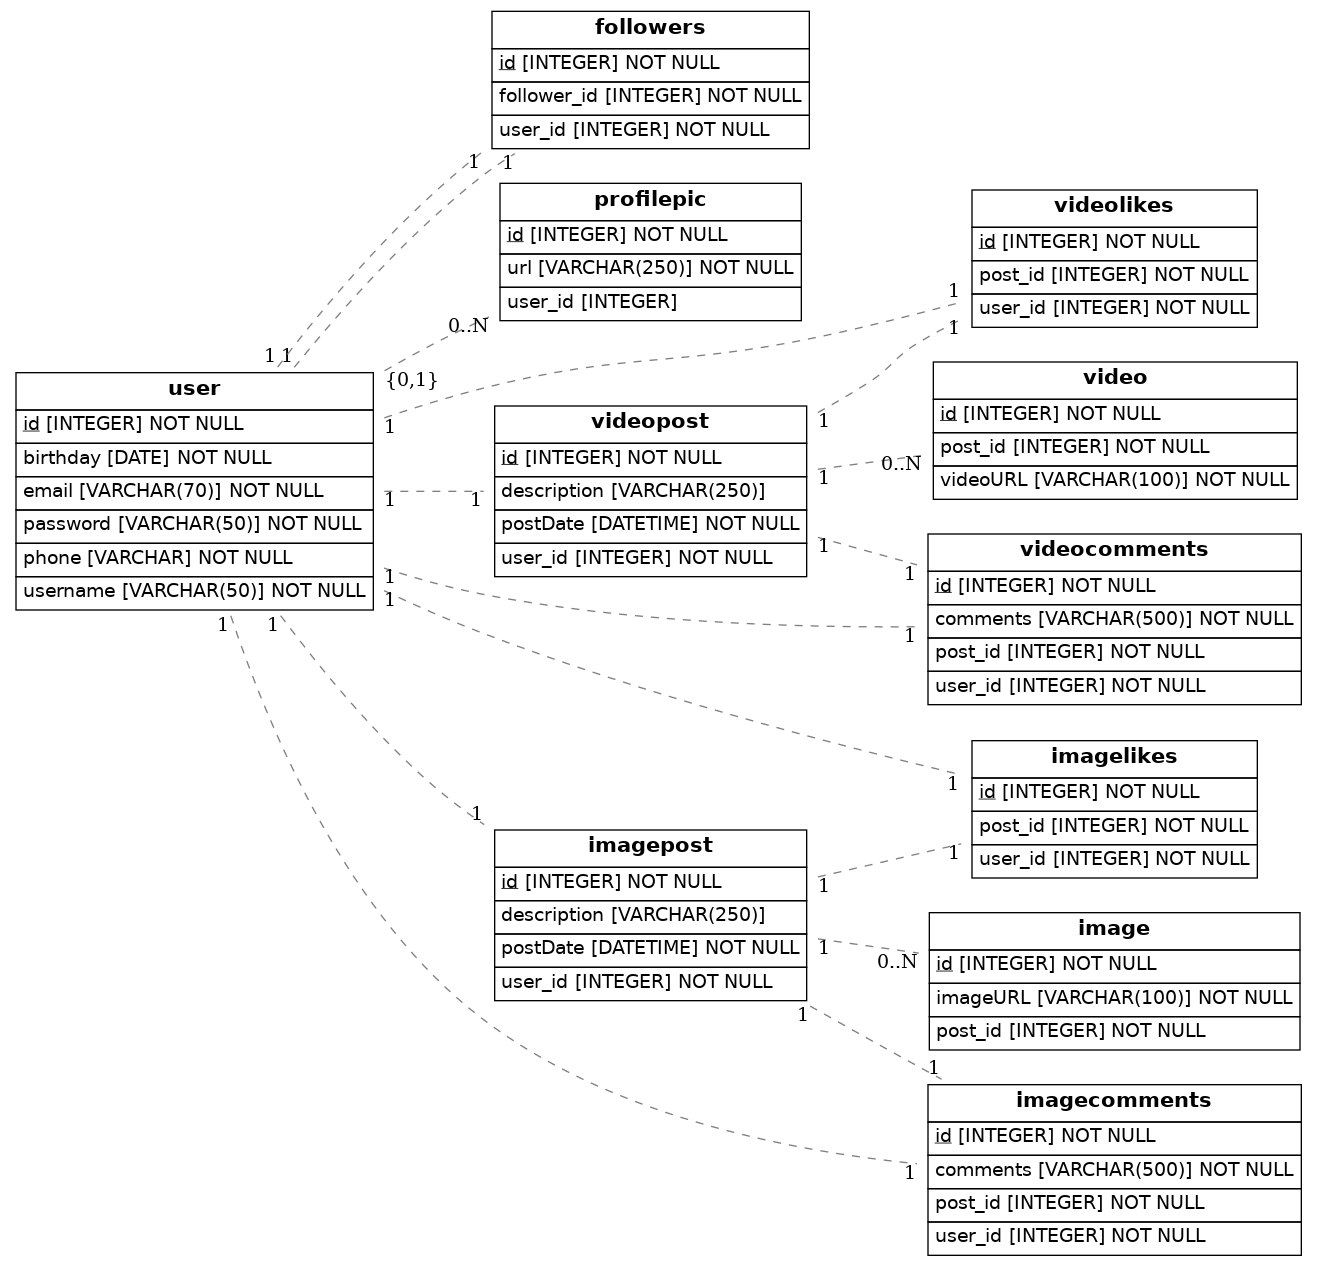 followers
id [INTEGER] NOT NULL
follower_id [INTEGER] NOT NULL
user_id [INTEGER] NOT NULL
1
1
1
1
profilepic
id [INTEGER] NOT NULL
url [VARCHAR(250)] NOT NULL
user_id [INTEGER]
0..N
{0,1}
videolikes
id [INTEGER] NOT NULL
post_id [INTEGER] NOT NULL
user_id [INTEGER] NOT NULL
1
1
user
id [INTEGER] NOT NULL
birthday [DATE] NOT NULL
email [VARCHAR(70)] NOT NULL
password [VARCHAR(50)] NOT NULL
phone [VARCHAR] NOT NULL
username [VARCHAR(50)] NOT NULL
1
1
1
1
1
1
1
videopost
id [INTEGER] NOT NULL
description [VARCHAR(250)]
postDate [DATETIME] NOT NULL
user_id [INTEGER] NOT NULL
1
1
1
video
id [INTEGER] NOT NULL
post_id [INTEGER] NOT NULL
videoURL [VARCHAR(100)] NOT NULL
0..N
videocomments
id [INTEGER] NOT NULL
comments [VARCHAR(500)] NOT NULL
post_id [INTEGER] NOT NULL
user_id [INTEGER] NOT NULL
1
1
imagelikes
id [INTEGER] NOT NULL
post_id [INTEGER] NOT NULL
user_id [INTEGER] NOT NULL
1
1
1
imagepost
id [INTEGER] NOT NULL
description [VARCHAR(250)]
postDate [DATETIME] NOT NULL
user_id [INTEGER] NOT NULL
1
1
1
image
id [INTEGER] NOT NULL
imageURL [VARCHAR(100)] NOT NULL
post_id [INTEGER] NOT NULL
0..N
imagecomments
id [INTEGER] NOT NULL
comments [VARCHAR(500)] NOT NULL
post_id [INTEGER] NOT NULL
user_id [INTEGER] NOT NULL
1
1